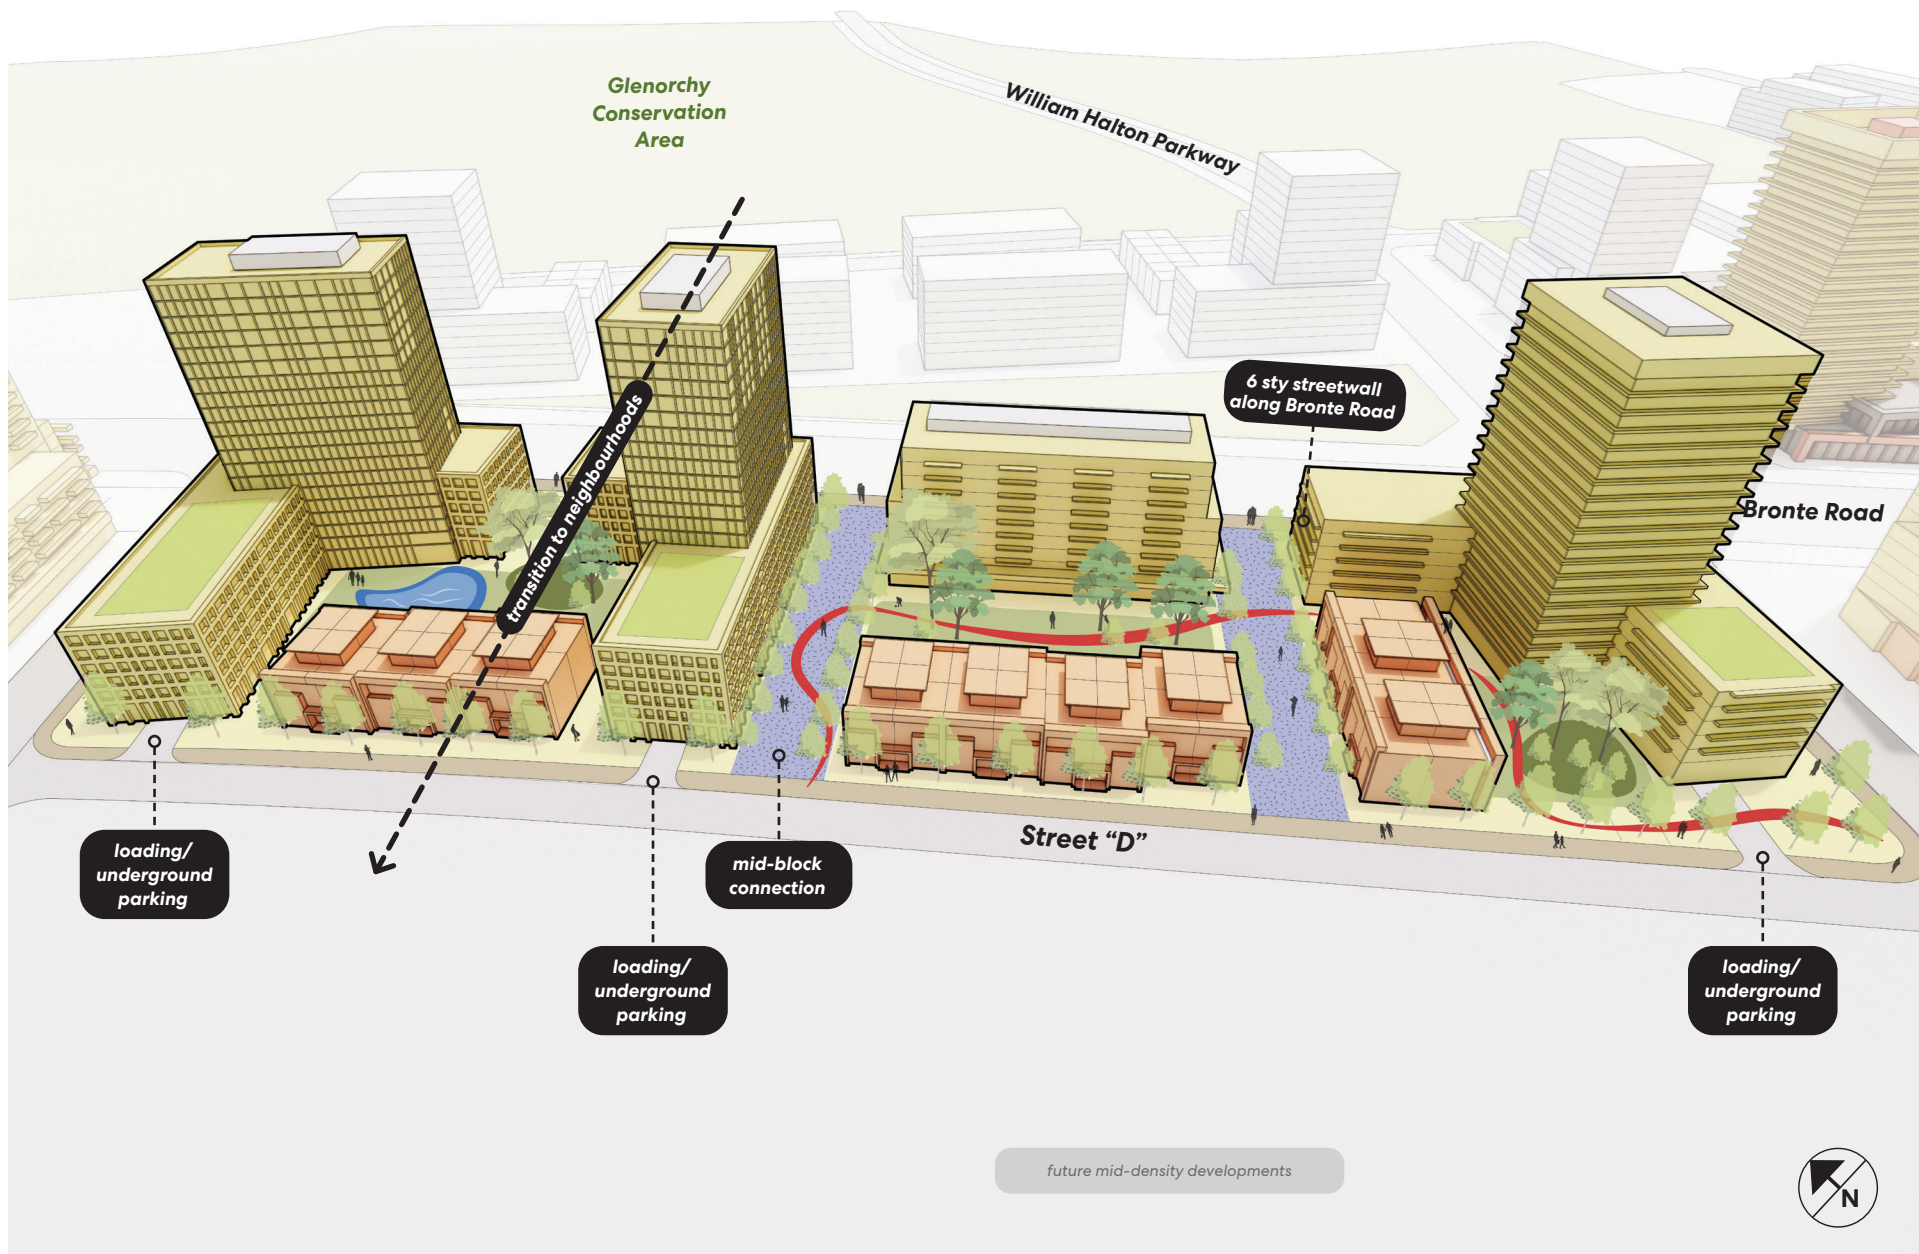 Glenorchy
Conservation
Area
William Halton Parkway
6 sty streetwall
along Bronte Road
transition to neighbourhoods
Bronte Road
Street “D”
loading/
underground
parking
mid-block
connection
loading/
underground
parking
loading/
underground
parking
future mid-density developments
N